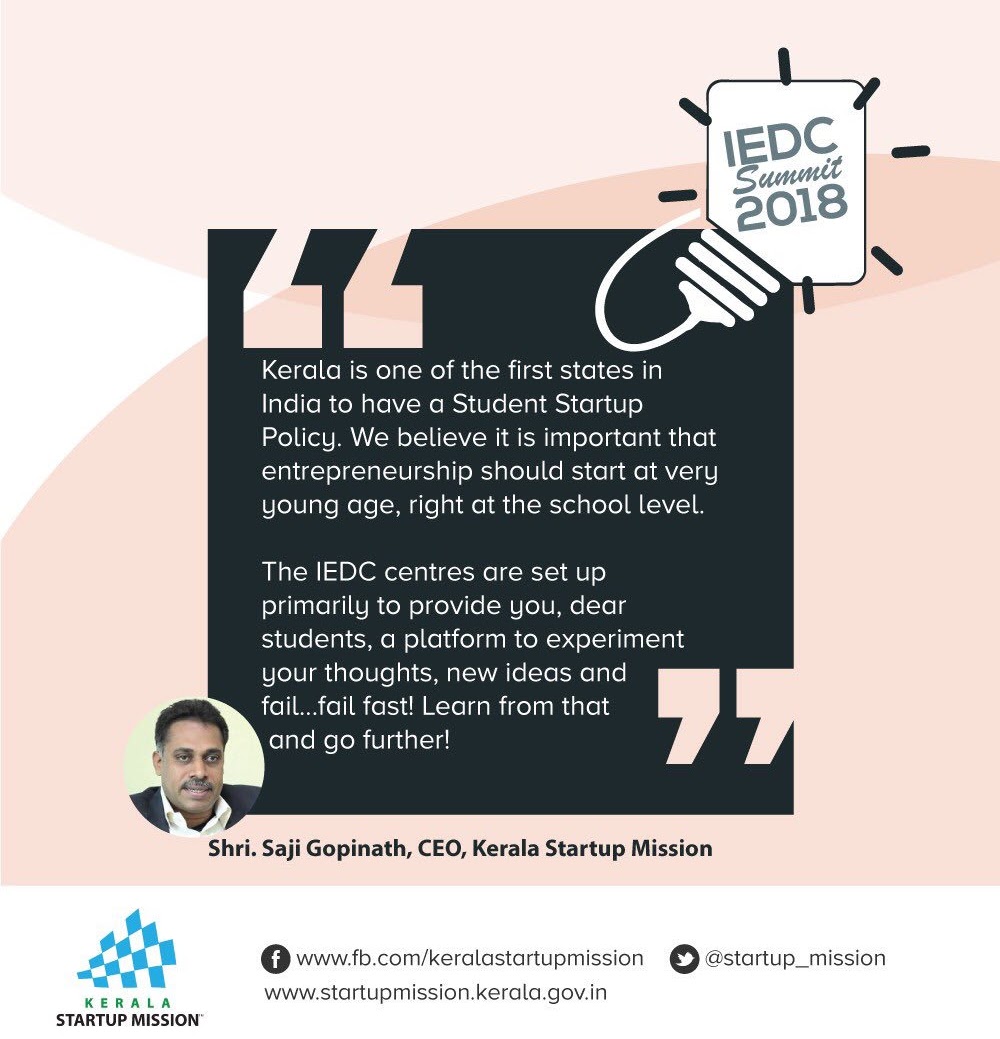 IEDC
Summit
2018
Kerala is one of the first states in
India to have a Student Startup
Policy. We believe it is important that
entrepreneurship should start at very
young age, right at the school level.
The IEDC centres are set up
primarily to provide you, dear
students, a platform to experiment
your thoughts, new ideas and
fail...fail fast! Learn from that
and go further!
Shri. Saji Gopinath, CEO, Kerala Startup Mission
KERALA
STARTUP MISSION™
www.fb.com/keralastartupmission @startup_mission
www.startupmission.kerala.gov.in